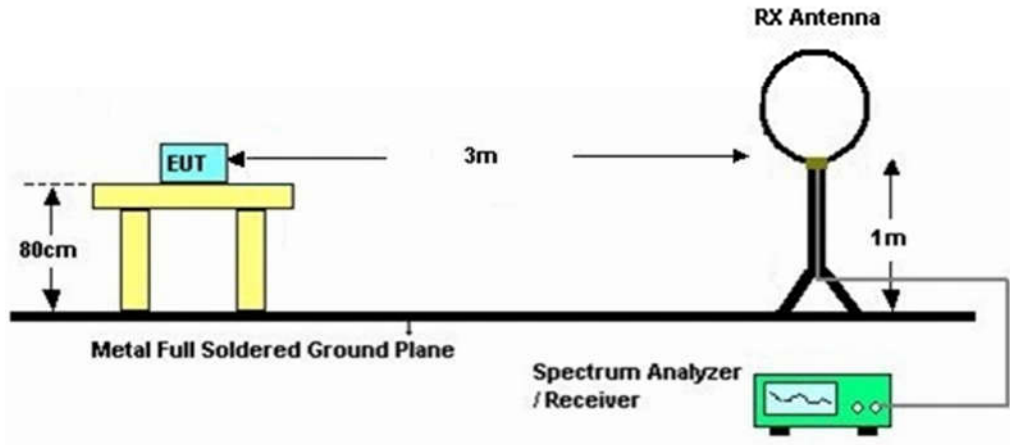 RX Antenna
EUT
3m
80cm
1m
Metal Full Soldered Ground Plane
Spectrum Analyzer
/ Receiver